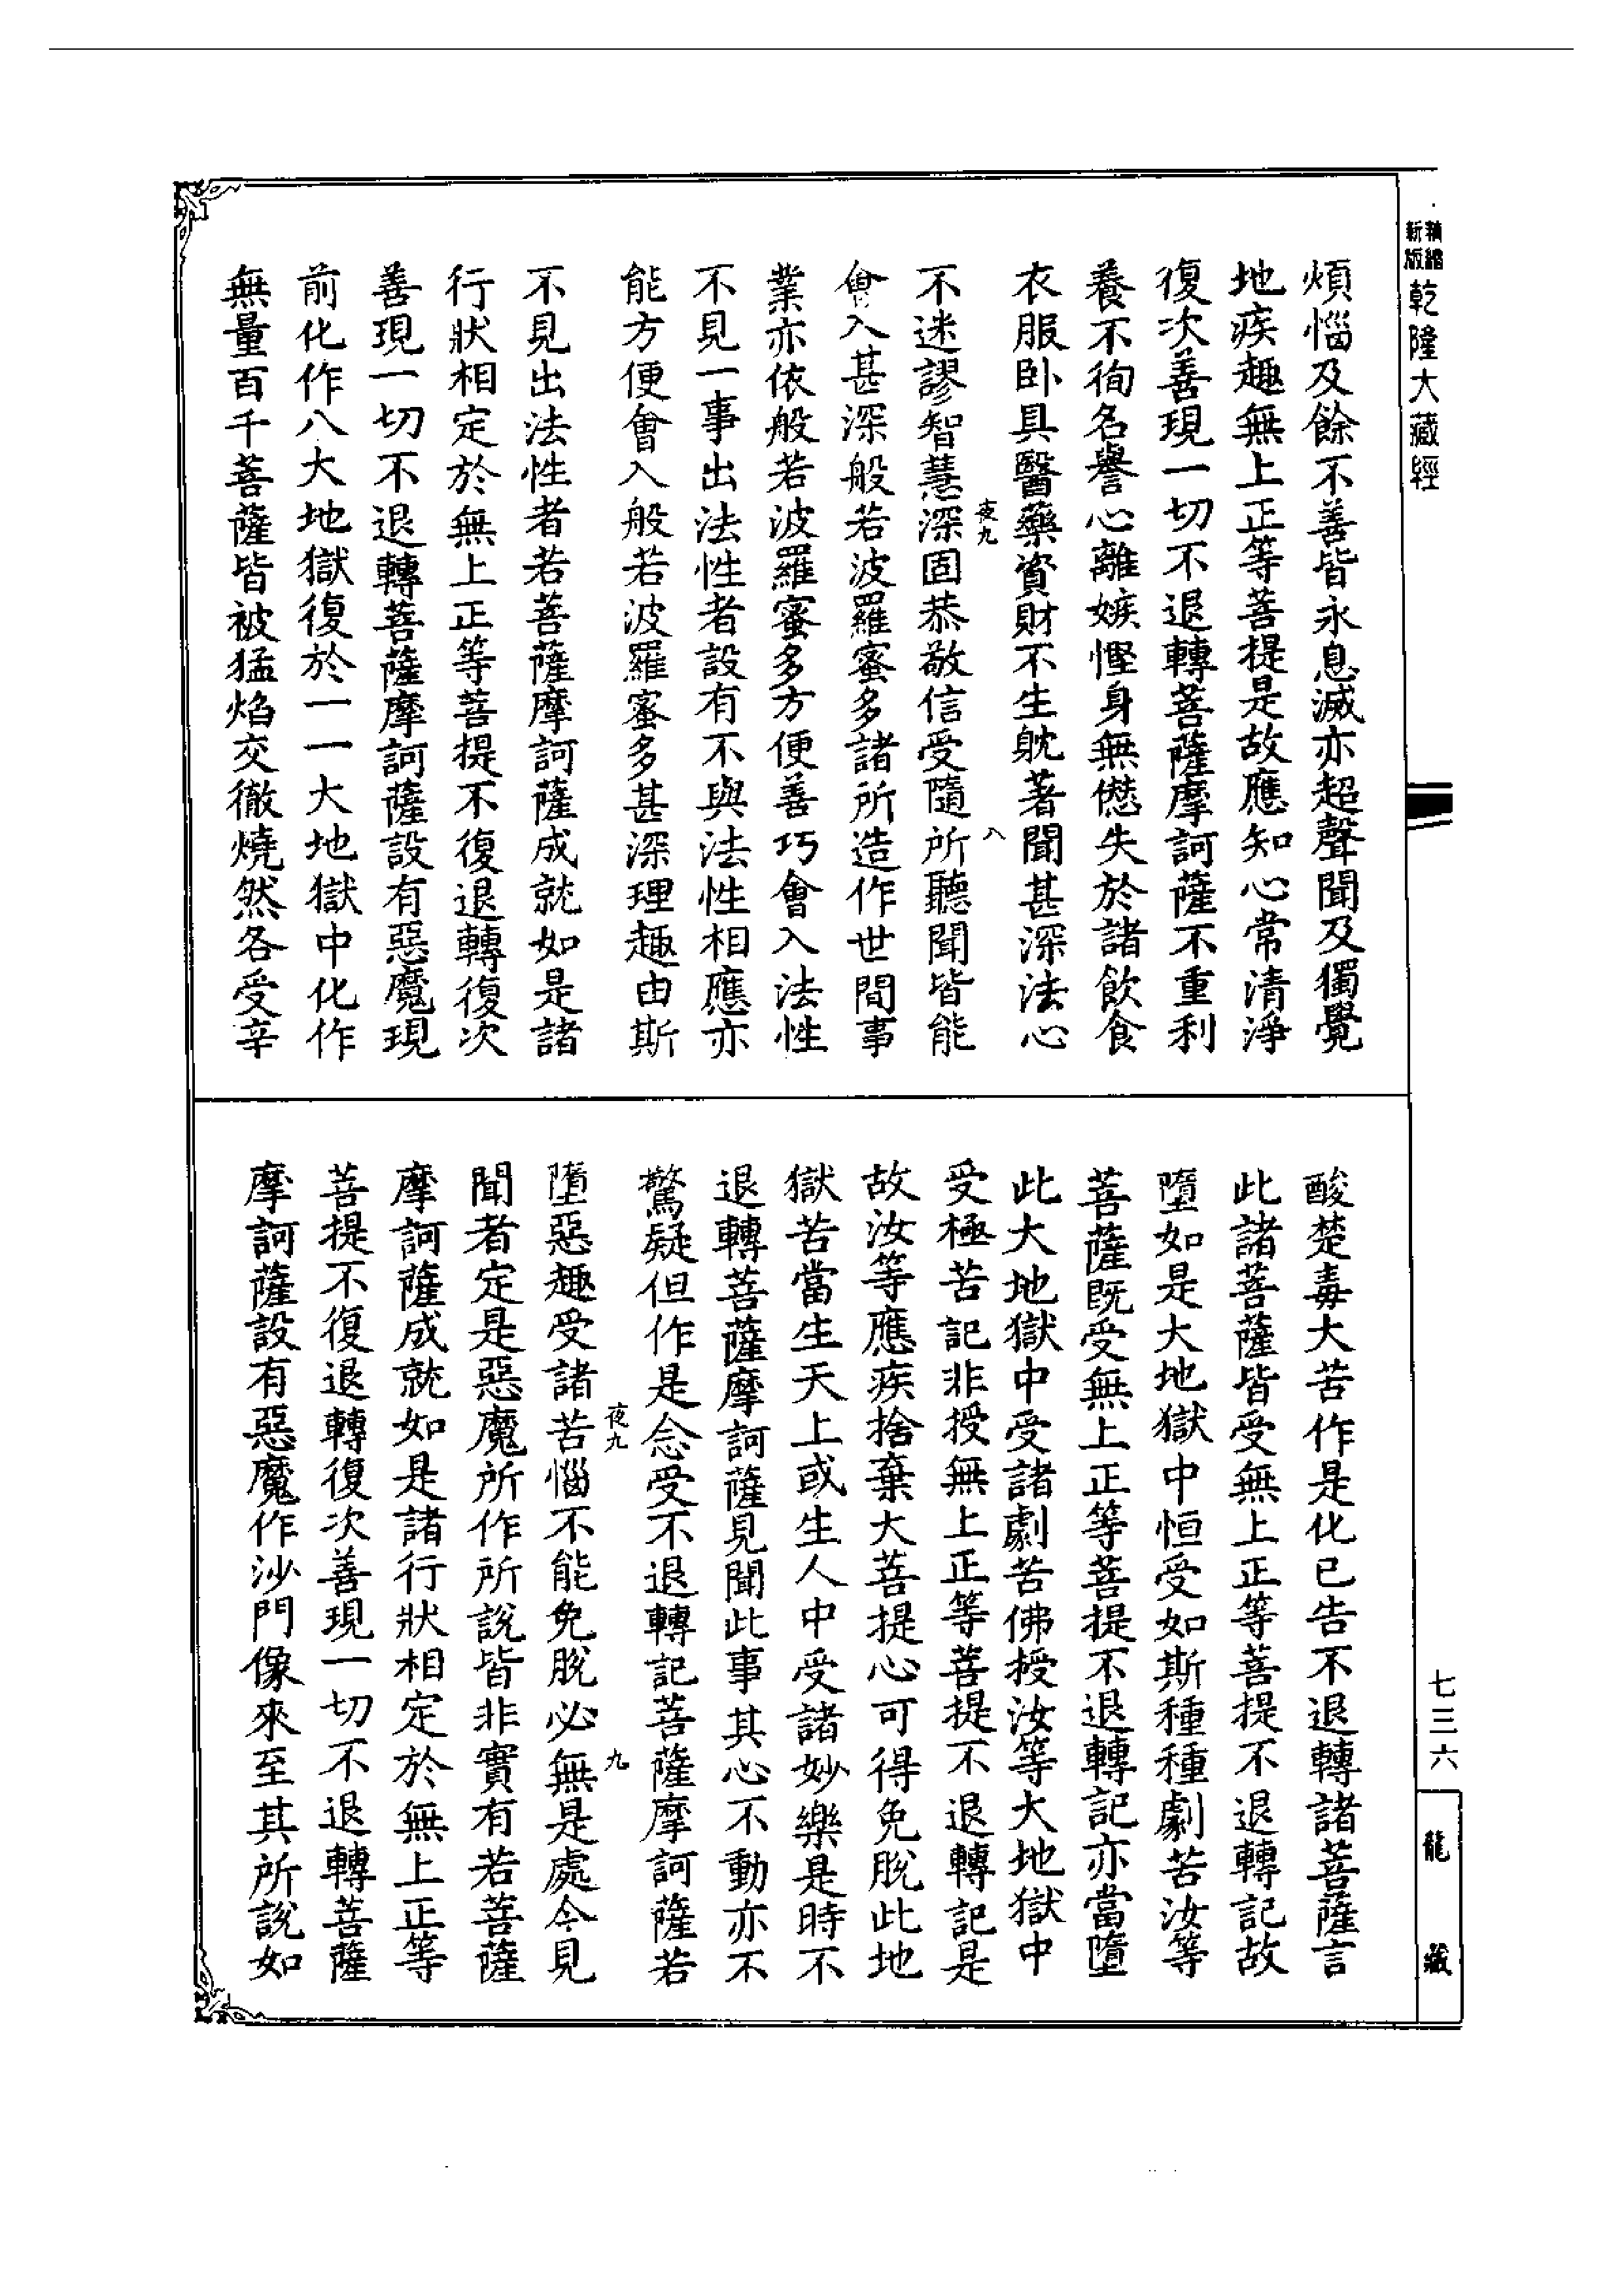 新版 精縮
乾隆大藏經
煩惱及餘不善皆永息滅亦超聲聞及獨覺
地疾趣無上正等菩提是故應知心常清淨
復次善現一切不退轉菩薩摩訶薩不重利
養不徇名譽心離嫉慳身無愆失於諸飲食
衣服臥具醫藥資財不生躭著聞甚深法心
夜九 八
不迷謬智慧深固恭敬信受隨所聽聞皆能
會入甚深般若波羅蜜多諸所造作世間事
業亦依般若波羅蜜多方便善巧會入法性
不見一事出法性者設有不與法性相應亦
能方便會入般若波羅蜜多甚深理趣由斯
不見出法性者若菩薩摩訶薩成就如是諸
行狀相定於無上正等菩提不復退轉復次
善現一切不退轉菩薩摩訶薩設有惡魔現
前化作八大地獄復於一一大地獄中化作
無量百千菩薩皆被猛焰交徹燒然各受辛
酸楚毒大苦作是化已告不退轉諸菩薩言
此諸菩薩皆受無上正等菩提不退轉記故
墮如是大地獄中恒受如斯種種劇苦汝等
菩薩既受無上正等菩提不退轉記亦當墮
此大地獄中受諸劇苦佛授汝等大地獄中
受極苦記非授無上正等菩提不退轉記是
故汝等應疾捨棄大菩提心可得免脫此地
獄苦當生天上或生人中受諸妙樂是時不
退轉菩薩摩訶薩見聞此事其心不動亦不
驚疑但作是念受不退轉記菩薩摩訶薩若
夜九 九
墮惡趣受諸苦惱不能免脫必無是處今見
聞者定是惡魔所作所說皆非實有若菩薩
摩訶薩成就如是諸行狀相定於無上正等
菩提不復退轉復次善現一切不退轉菩薩
摩訶薩設有惡魔作沙門像來至其所說如
七三六
龍藏